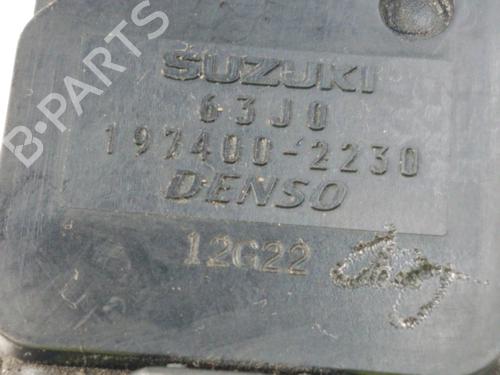 B-PARTS
SUZUKI
63J0
197400-2230
DENSO
12G22